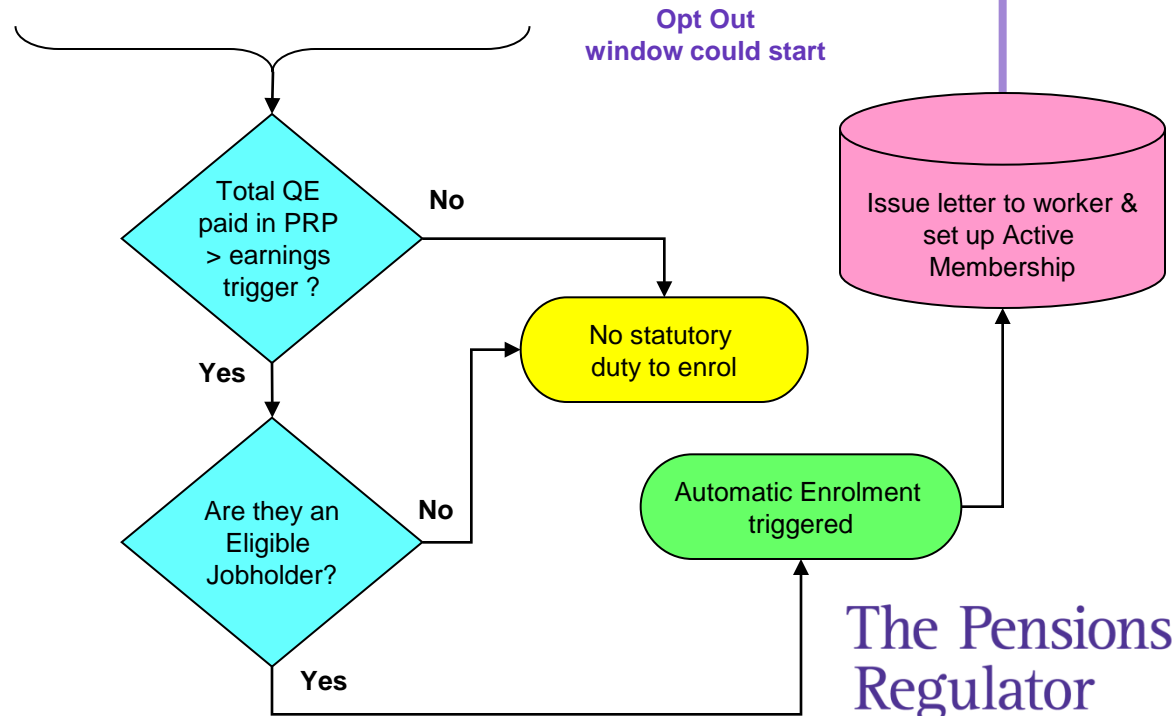 Opt Out
window could start
Total QE
paid in PRP
> earnings
trigger ?
No
Issue letter to worker &
set up Active
Membership
No statutory
duty to enrol
Yes
Are they an
Eligible
Jobholder?
No
Automatic Enrolment
triggered
Yes
The Pensions
Regulator